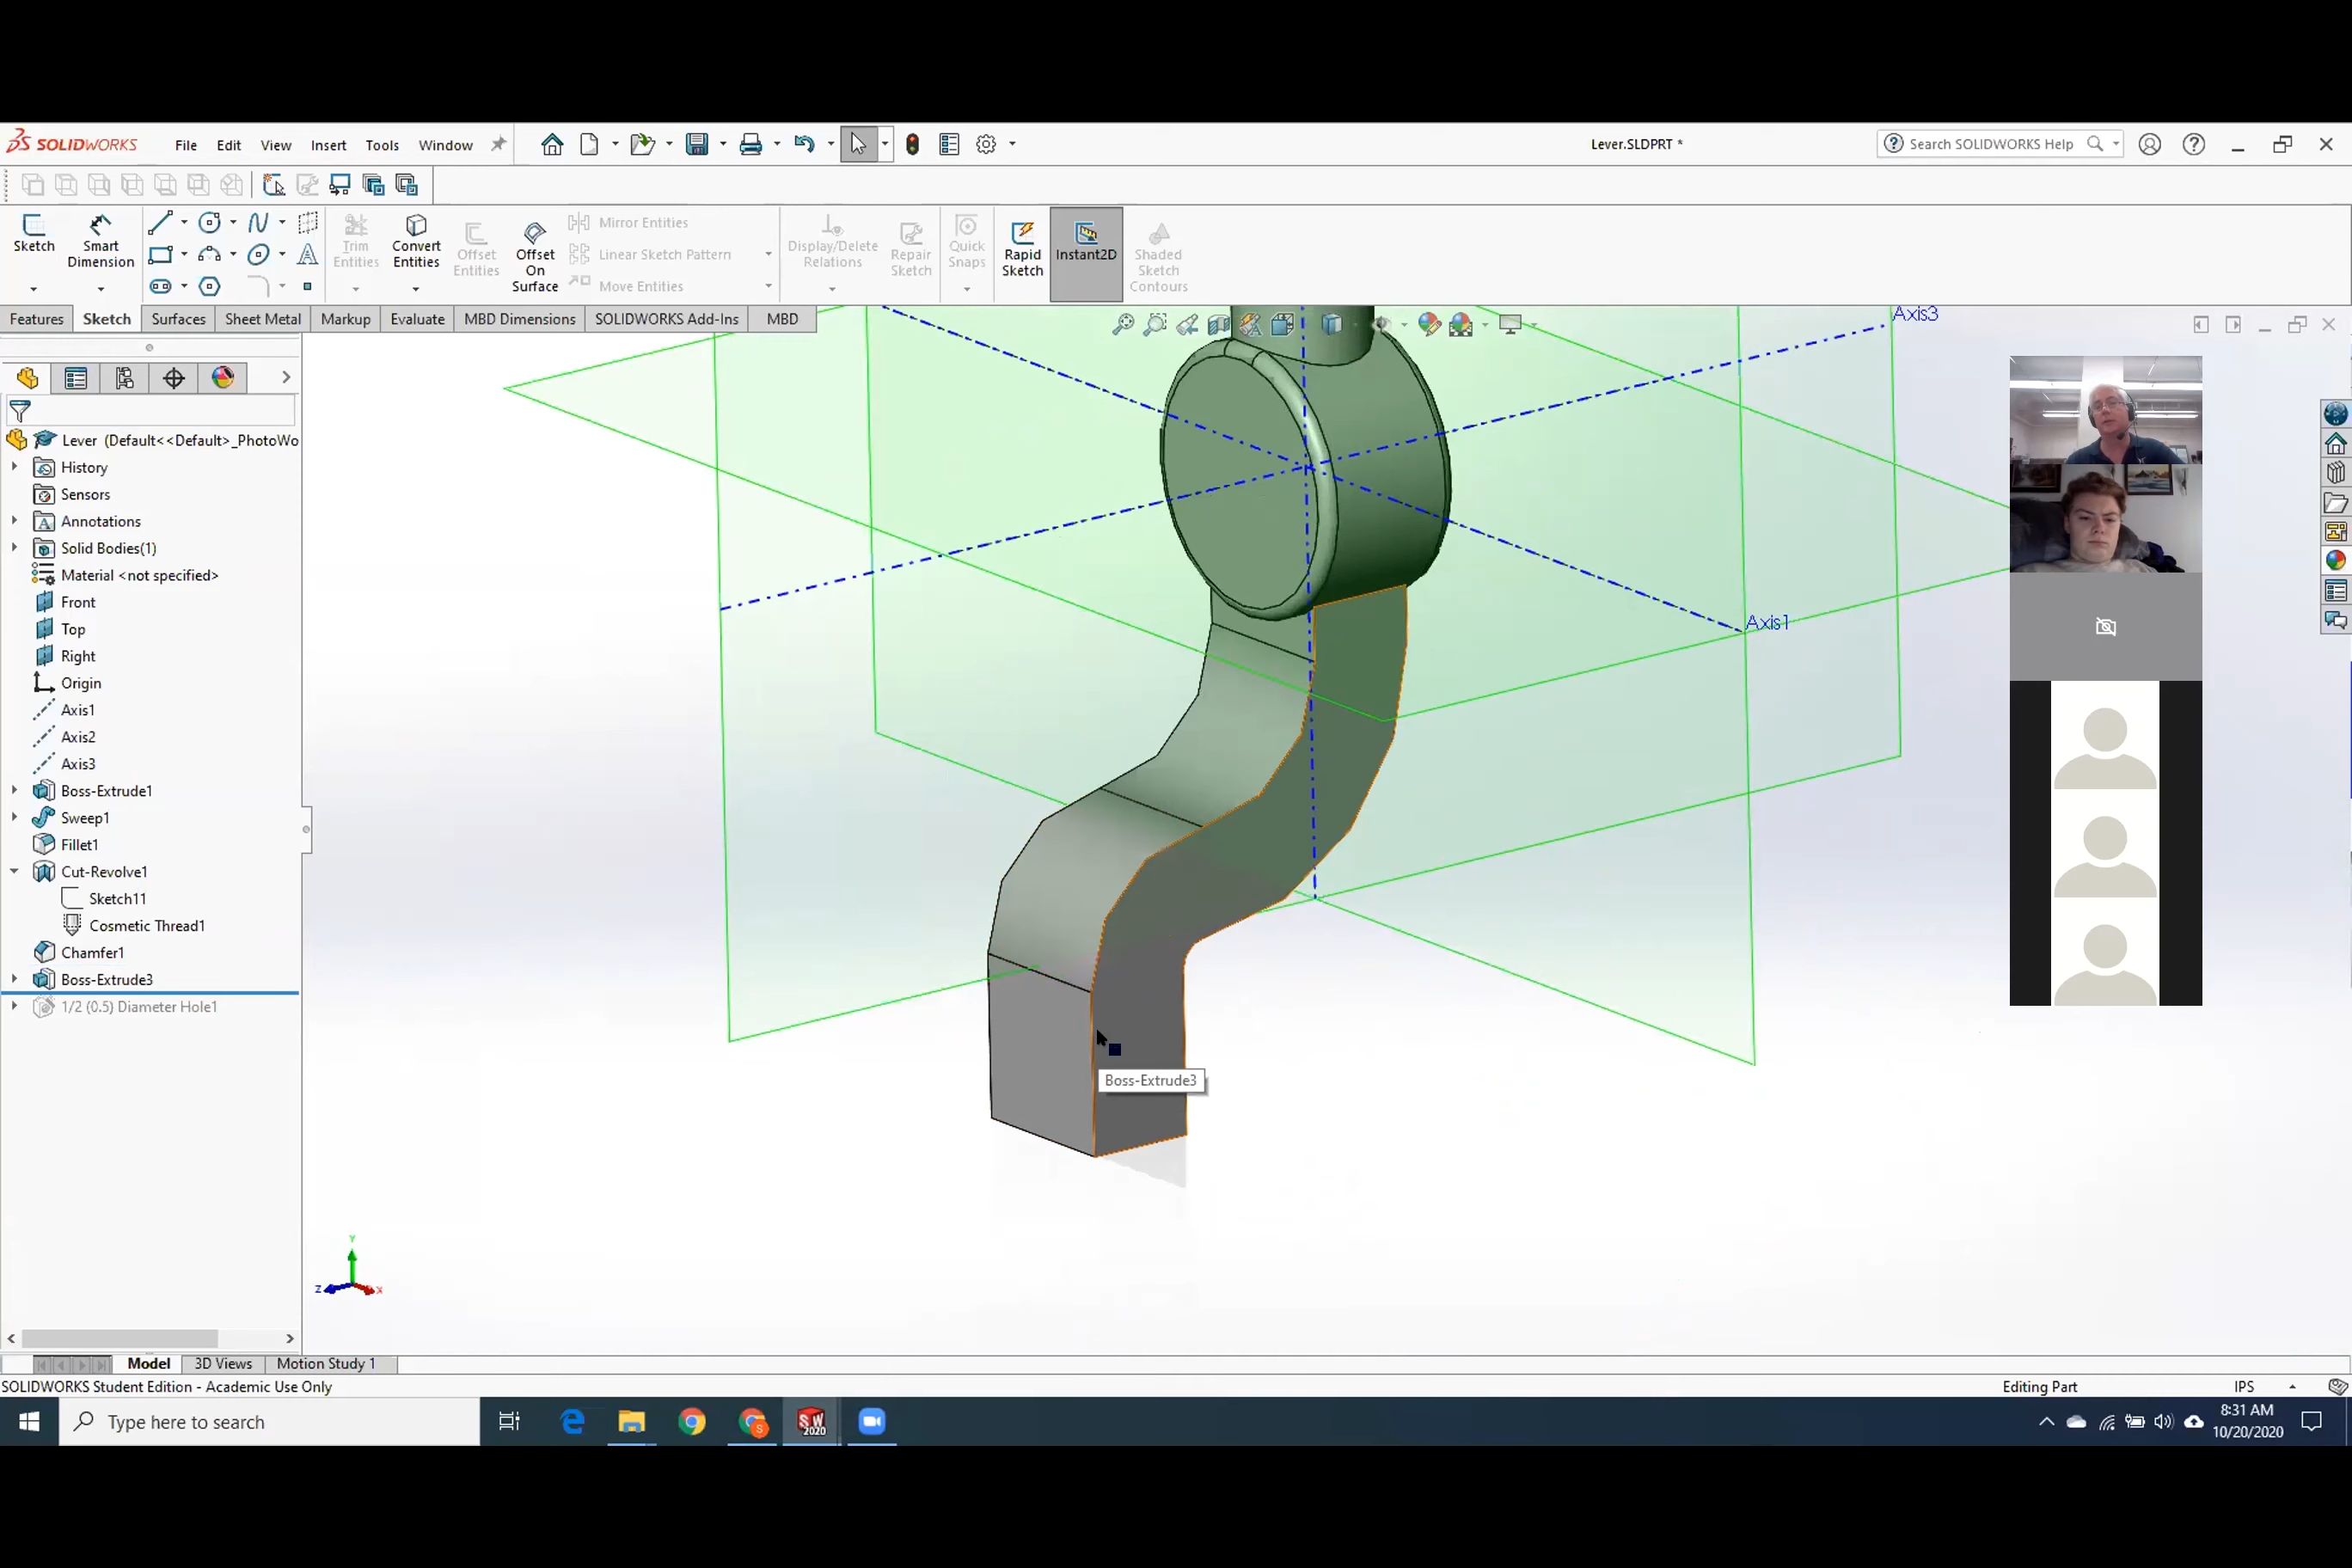 SOLIDWORKS File Edit View Insert Tools Window Lever.SLDPRT * Search SOLIDWORKS Help
Sketch Smart Dimension Trim Entities Convert Entities Offset Entities Offset On Surface Mirror Entities Linear Sketch Pattern Move Entities Display/Delete Relations Repair Sketch Quick Snaps Rapid Sketch Instant2D Shaded Sketch Contours
Features Sketch Surfaces Sheet Metal Markup Evaluate MBD Dimensions SOLIDWORKS Add-Ins MBD
Axis3
Lever (Default<<Default>_PhotoWo
History
Sensors
Annotations
Solid Bodies(1)
Material <not specified>
Front
Top
Right
Origin
Axis1
Axis2
Axis3
Boss-Extrude1
Sweep1
Fillet1
Cut-Revolve1
Sketch11
Cosmetic Thread1
Chamfer1
Boss-Extrude3
1/2 (0.5) Diameter Hole1
Axis1
Boss-Extrude3
Y
Z X
Model 3D Views Motion Study 1
SOLIDWORKS Student Edition - Academic Use Only Editing Part IPS
Type here to search
S
SW 2020
8:31 AM
10/20/2020